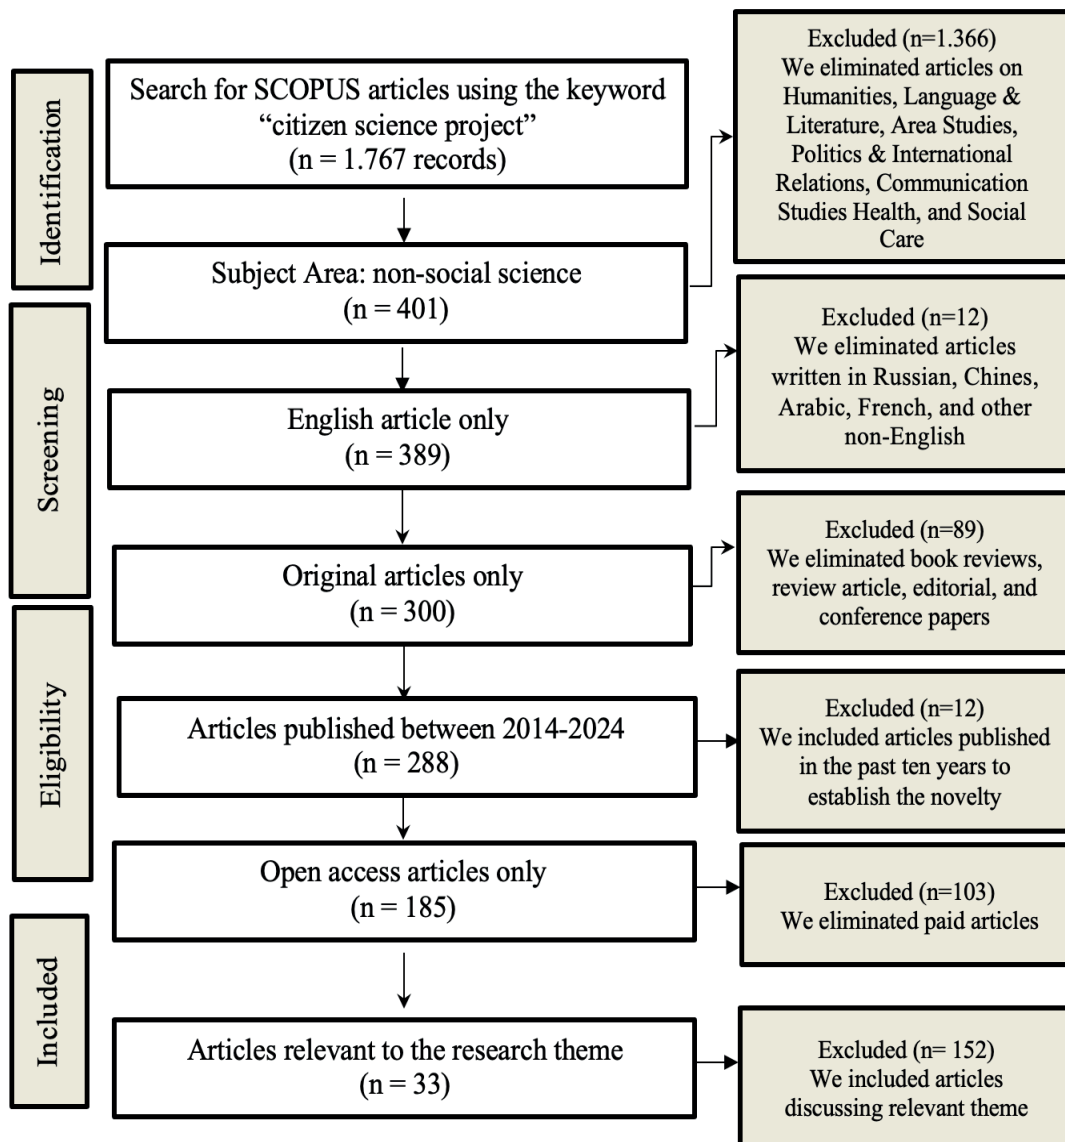 Identification
Search for SCOPUS articles using the keyword
“citizen science project”
(n = 1.767 records)
Excluded (n=1.366)
We eliminated articles on
Humanities, Language &
Literature, Area Studies,
Politics & International
Relations, Communication
Studies Health, and Social
Care
Subject Area: non-social science
(n = 401)
Screening
Excluded (n=12)
We eliminated articles
written in Russian, Chines,
Arabic, French, and other
non-English
English article only
(n = 389)
Excluded (n=89)
We eliminated book reviews,
review article, editorial, and
conference papers
Original articles only
(n = 300)
Eligibility
Articles published between 2014-2024
(n = 288)
Excluded (n=12)
We included articles published
in the past ten years to
establish the novelty
Open access articles only
(n = 185)
Excluded (n=103)
We eliminated paid articles
Included
Articles relevant to the research theme
(n = 33)
Excluded (n= 152)
We included articles
discussing relevant theme